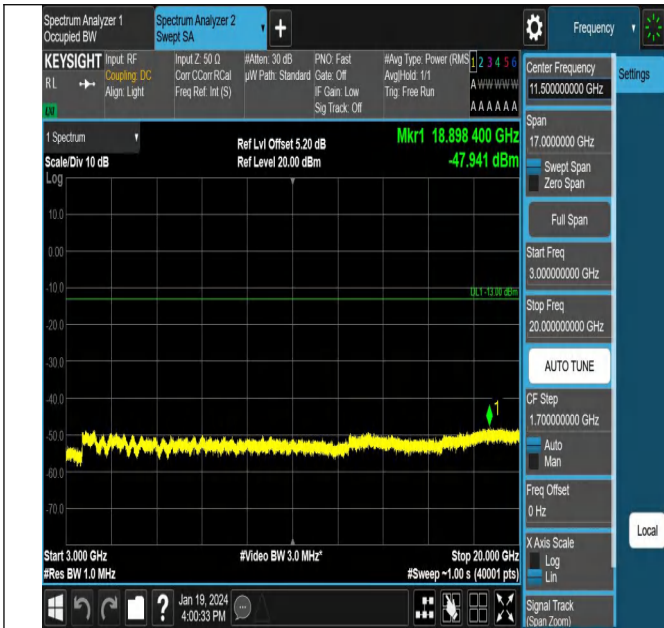 Spectrum Analyzer 1
Occupied BW
Spectrum Analyzer 2
Swept SA
Frequency
KEYSIGHT
RL
LXI
Input: RF
Coupling: DC
Align: Light
Input Z: 50 Ω
Corr CCorr RCal
Freq Ref: Int (S)
#Atten: 30 dB
µW Path: Standard
PNO: Fast
Gate: Off
IF Gain: Low
Sig Track: Off
#Avg Type: Power (RMS
Avg|Hold: 1/1
Trig: Free Run
1 2 3 4 5 6
A W W W W W
A A A A A A
1 Spectrum
Scale/Div 10 dB
Log
Ref Lvl Offset 5.20 dB
Ref Level 20.00 dBm
Mkr1 18.898 400 GHz
-47.941 dBm
10.0
0.00
-10.0
DL1 -13.00 dBm
-20.0
-30.0
-40.0
1
-50.0
-60.0
-70.0
Start 3.000 GHz
#Res BW 1.0 MHz
#Video BW 3.0 MHz*
Stop 20.000 GHz
#Sweep ~1.00 s (40001 pts)
Jan 19, 2024
4:00:33 PM
Center Frequency
11.500000000 GHz
Settings
Span
17.0000000 GHz
Swept Span
Zero Span
Full Span
Start Freq
3.000000000 GHz
Stop Freq
20.000000000 GHz
AUTO TUNE
CF Step
1.700000000 GHz
Auto
Man
Freq Offset
0 Hz
X Axis Scale
Log
Lin
Local
Signal Track
(Span Zoom)